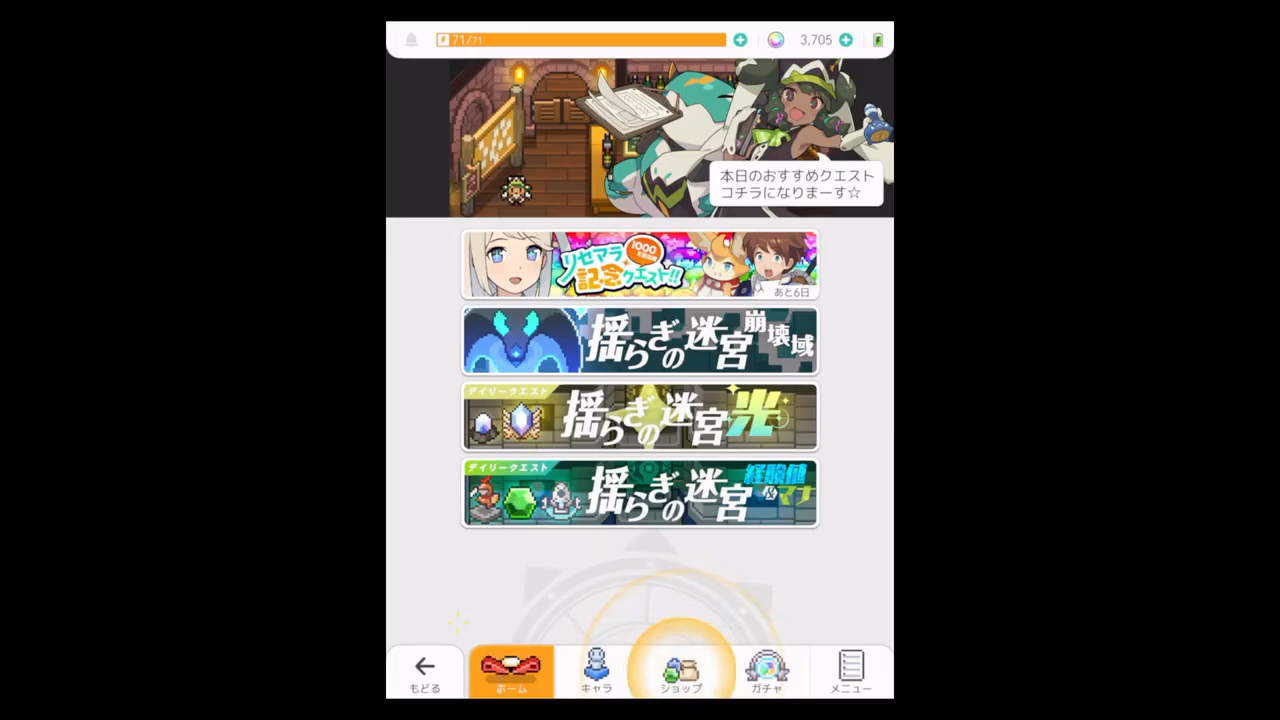 71/71
3,705
本日のおすすめクエスト
コチラになりまーす☆
リセマラ
1000
記念クエスト!!
あと6日
揺らぎの迷宮崩壊域
デイリークエスト
揺らぎの迷宮光
デイリークエスト
揺らぎの迷宮経験値&マナ
もどる
ホーム
キャラ
ショップ
ガチャ
メニュー